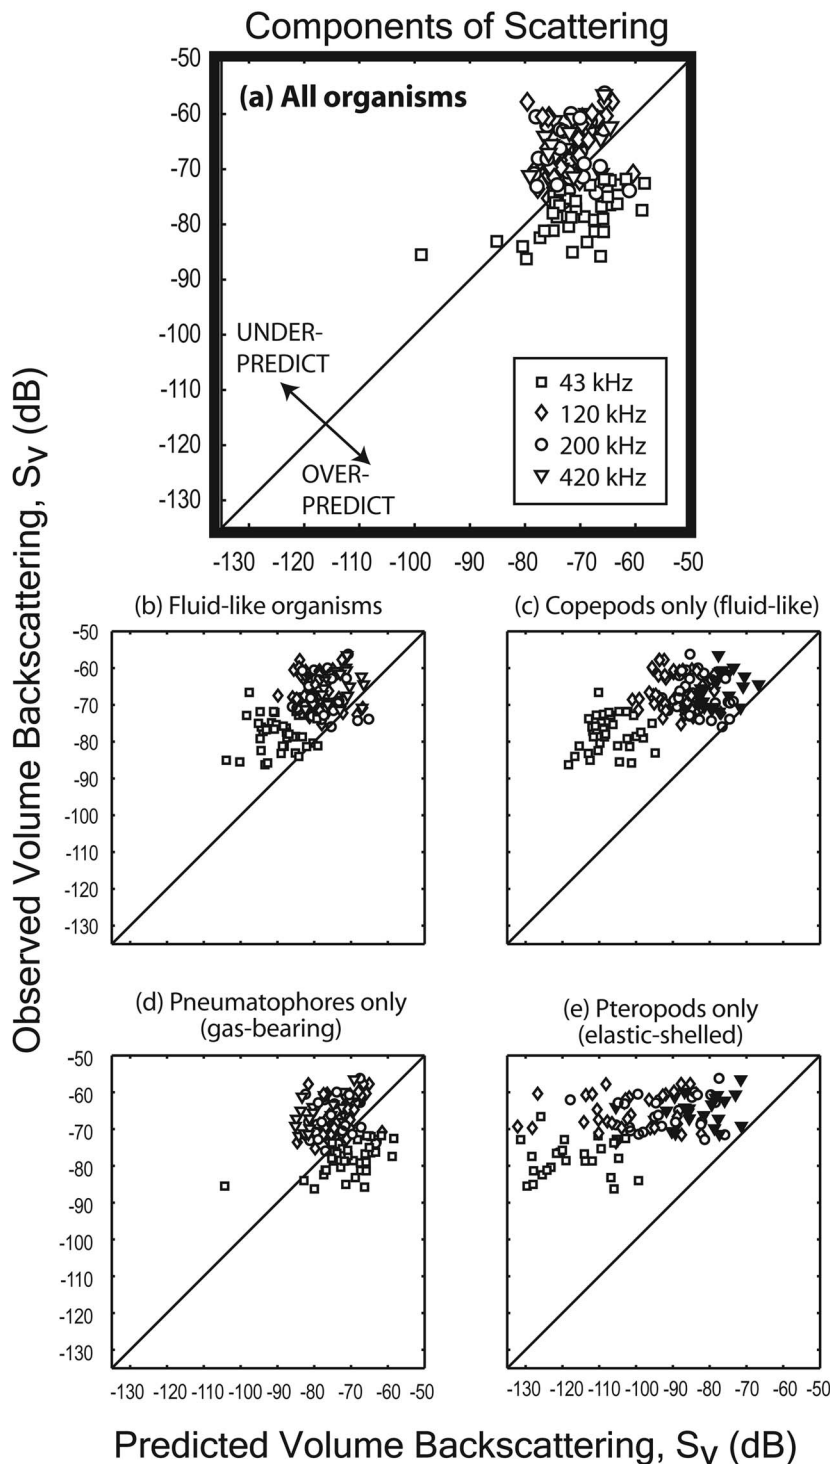 Components of Scattering
(a) All organisms
-50
-60
-70
-80
-90
-100
-110
-120
-130
UNDER-
PREDICT
OVER-
PREDICT
43 kHz
120 kHz
200 kHz
420 kHz
-130 -120 -110 -100 -90 -80 -70 -60
Observed Volume Backscattering, Sv (dB)
(b) Fluid-like organisms
-50
-60
-70
-80
-90
-100
-110
-120
-130
(c) Copepods only (fluid-like)
(d) Pneumatophores only
(gas-bearing)
-50
-60
-70
-80
-90
-100
-110
-120
-130
-130 -120 -110 -100 -90 -80 -70 -60 -50
(e) Pteropods only
(elastic-shelled)
-130 -120 -110 -100 -90 -80 -70 -60 -50
Predicted Volume Backscattering, Sv (dB)